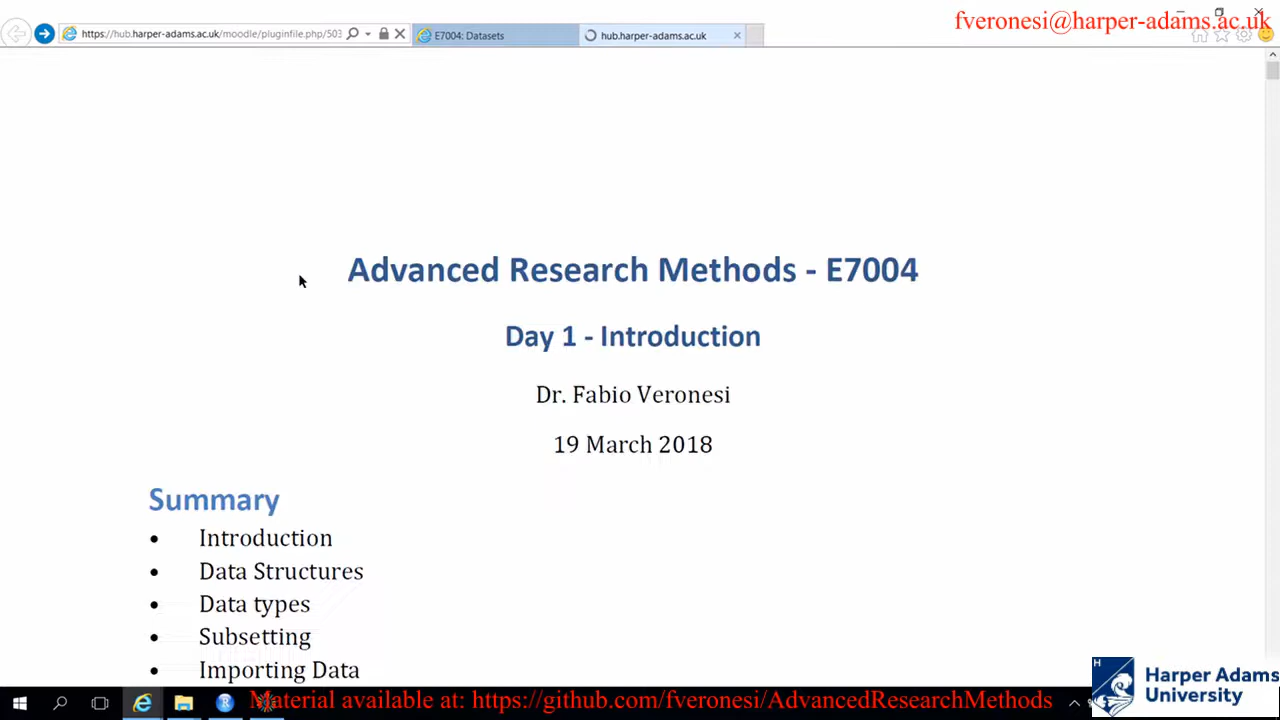 fveronesi@harper-adams.ac.uk
https://hub.harper-adams.ac.uk/moodle/pluginfile.php/503
E7004: Datasets
hub.harper-adams.ac.uk
Advanced Research Methods - E7004
Day 1 - Introduction
Dr. Fabio Veronesi
19 March 2018
Summary
• Introduction
• Data Structures
• Data types
• Subsetting
• Importing Data
Material available at: https://github.com/fveronesi/AdvancedResearchMethods
H
Harper Adams
University